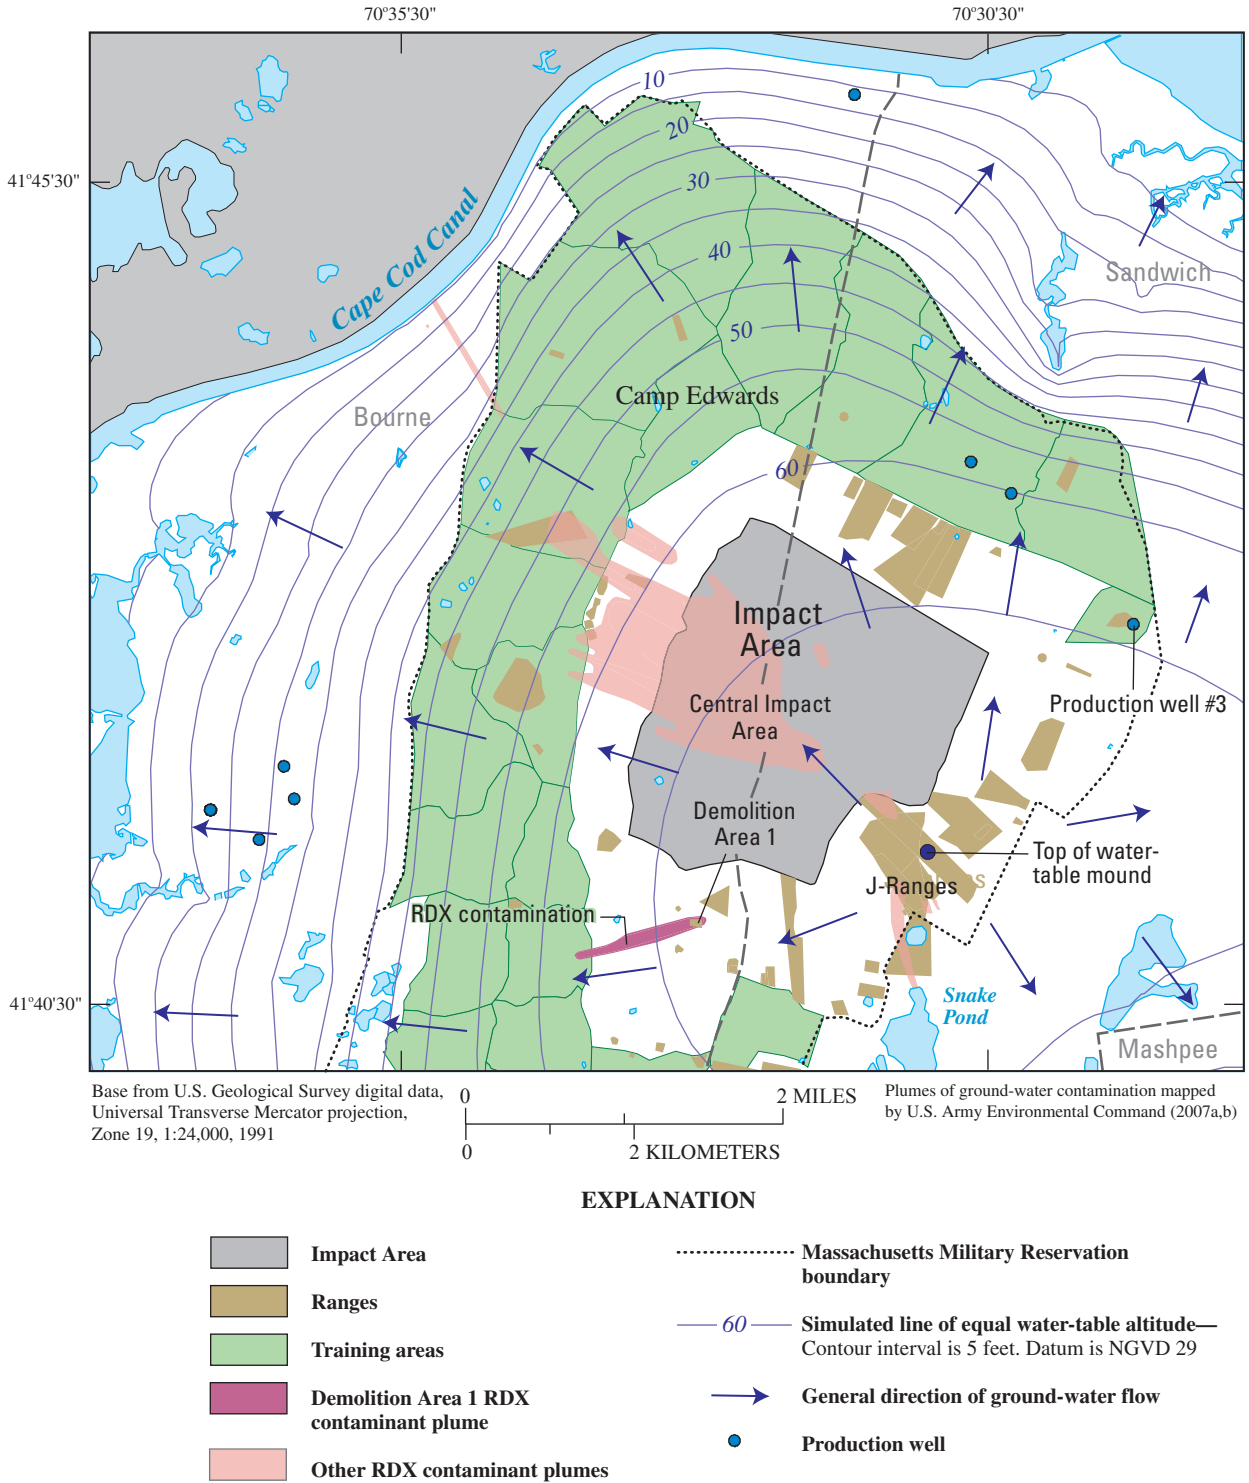 70°35'30"
70°30'30"
10
20
41°45'30"
30
Cape Cod Canal
40
Sandwich
50
Camp Edwards
Bourne
60
Impact
Area
Production well #3
Central Impact
Area
Demolition
Area 1
Top of water-
table mound
J-Ranges
RDX contamination
41°40'30"
Snake
Pond
Mashpee
Base from U.S. Geological Survey digital data,
Universal Transverse Mercator projection,
Zone 19, 1:24,000, 1991
0
2 MILES
0
2 KILOMETERS
Plumes of ground-water contamination mapped
by U.S. Army Environmental Command (2007a,b)
EXPLANATION
Impact Area
Ranges
Training areas
Demolition Area 1 RDX
contaminant plume
Other RDX contaminant plumes
Massachusetts Military Reservation
boundary
60
Simulated line of equal water-table altitude—
Contour interval is 5 feet. Datum is NGVD 29
General direction of ground-water flow
Production well